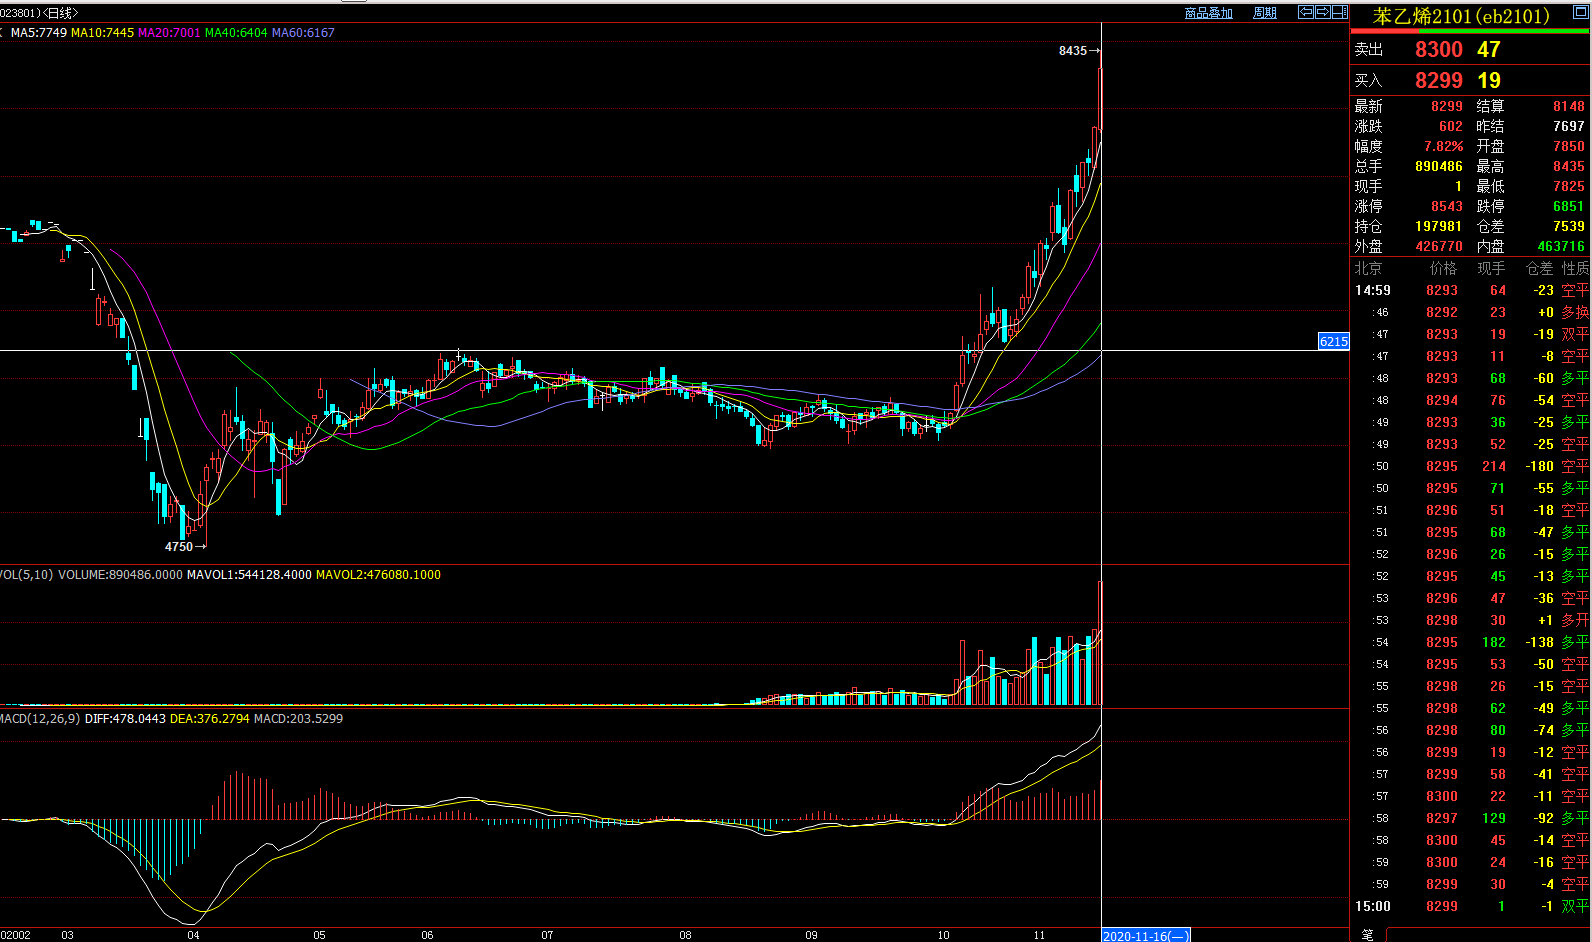 023801)<日线>
商品叠加 周期
MA5:7749 MA10:7445 MA20:7001 MA40:6404 MA60:6167
8435→
6215
4750→
VOL(5,10) VOLUME:890486.0000 MAVOL1:544128.4000 MAVOL2:476080.1000
MACD(12,26,9) DIFF:478.0443 DEA:376.2794 MACD:203.5299
02002 03 04 05 06 07 08 09 10 11 2020-11-16(一)
苯乙烯2101(eb2101)
卖出 8300 47
买入 8299 19
最新 8299 结算 8148
涨跌 602 昨结 7697
幅度 7.82% 开盘 7850
总手 890486 最高 8435
现手 1 最低 7825
涨停 8543 跌停 6851
持仓 197981 仓差 7539
外盘 426770 内盘 463716
北京 价格 现手 仓差 性质
14:59 8293 64 -23 空平
:46 8292 23 +0 多换
:47 8293 19 -19 双平
:47 8293 11 -8 空平
:48 8293 68 -60 多平
:48 8294 76 -54 空平
:49 8293 36 -25 多平
:49 8293 52 -25 空平
:50 8295 214 -180 空平
:50 8295 71 -55 多平
:51 8296 51 -18 空平
:51 8295 68 -47 多平
:52 8296 26 -15 多平
:52 8295 45 -13 多平
:53 8296 47 -36 空平
:53 8298 30 +1 多开
:54 8295 182 -138 多平
:54 8295 53 -50 空平
:55 8298 26 -15 空平
:55 8298 62 -49 多平
:56 8298 80 -74 多平
:56 8299 19 -12 空平
:57 8299 58 -41 空平
:57 8300 22 -11 空平
:58 8297 129 -92 多平
:58 8300 45 -14 空平
:59 8300 24 -16 空平
:59 8299 30 -4 空平
15:00 8299 1 -1 双平
笔